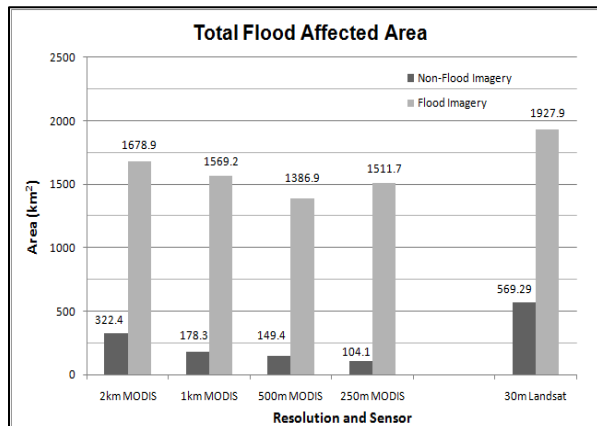 Total Flood Affected Area
Non-Flood Imagery
Flood Imagery
Area (km²)
2500
2000
1500
1000
500
0
322.4
1678.9
178.3
1569.2
149.4
1386.9
104.1
1511.7
569.29
1927.9
2km MODIS
1km MODIS
500m MODIS
250m MODIS
30m Landsat
Resolution and Sensor